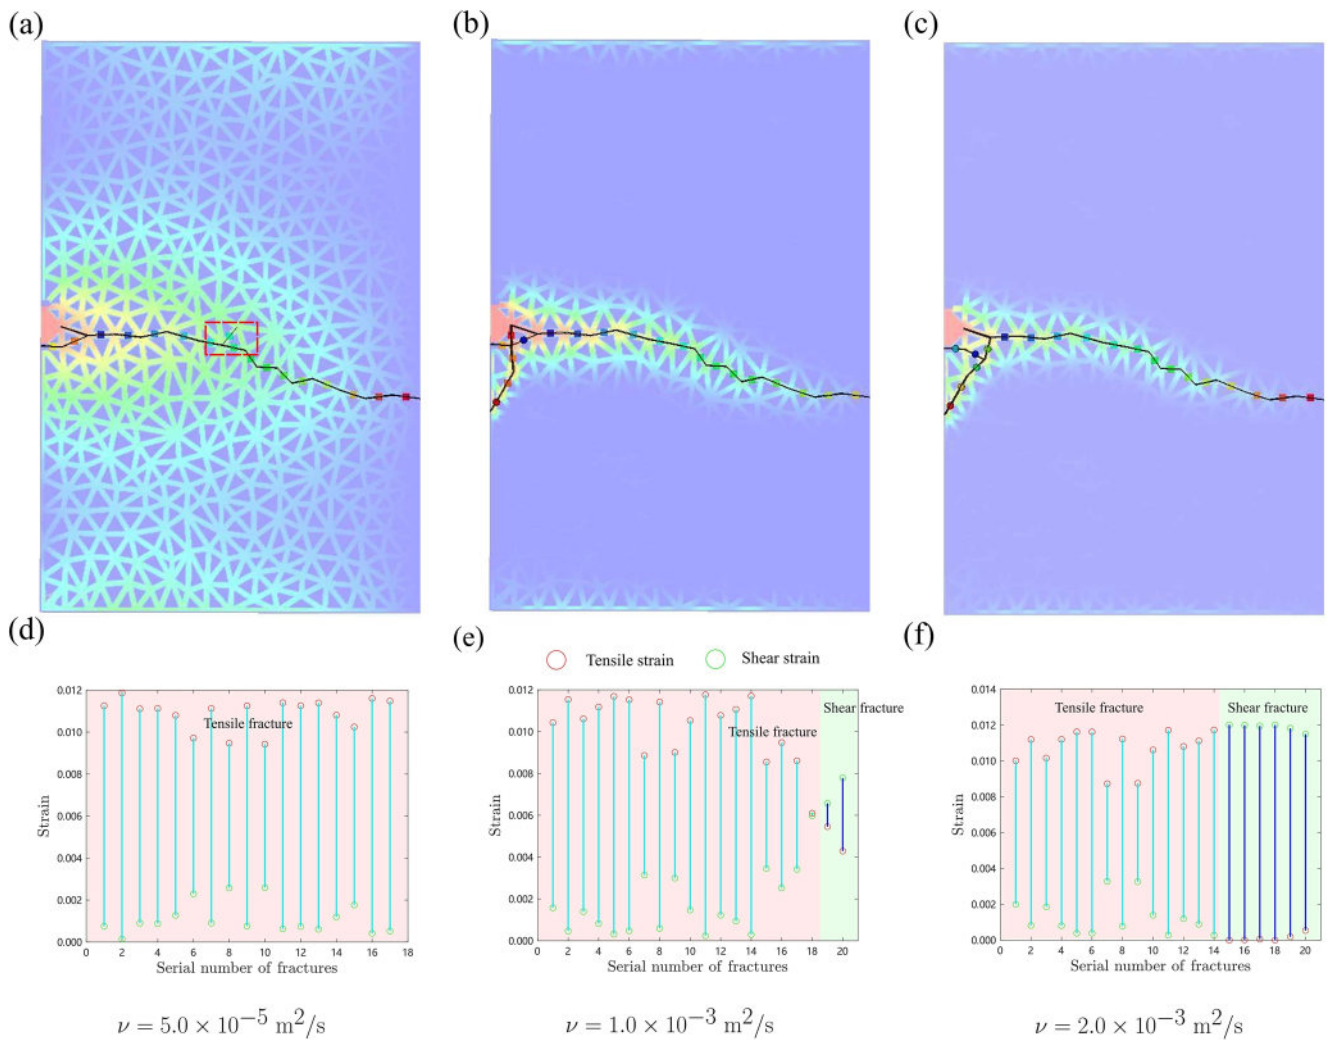 (a)
(b)
(c)
(d)
(e)
(f)
Tensile strain
Shear strain
0.012
0.010
0.008
0.006
0.004
0.002
0.000
Strain
Tensile fracture
0 2 4 6 8 10 12 14 16 18
Serial number of fractures
0.012
0.010
0.008
0.006
0.004
0.002
0.000
Strain
Shear fracture
Tensile fracture
0 2 4 6 8 10 12 14 16 18 20
Serial number of fractures
0.014
0.012
0.010
0.008
0.006
0.004
0.002
0.000
Strain
Tensile fracture
Shear fracture
0 2 4 6 8 10 12 14 16 18 20
Serial number of fractures
ν = 5.0 × 10⁻⁵ m²/s
ν = 1.0 × 10⁻³ m²/s
ν = 2.0 × 10⁻³ m²/s